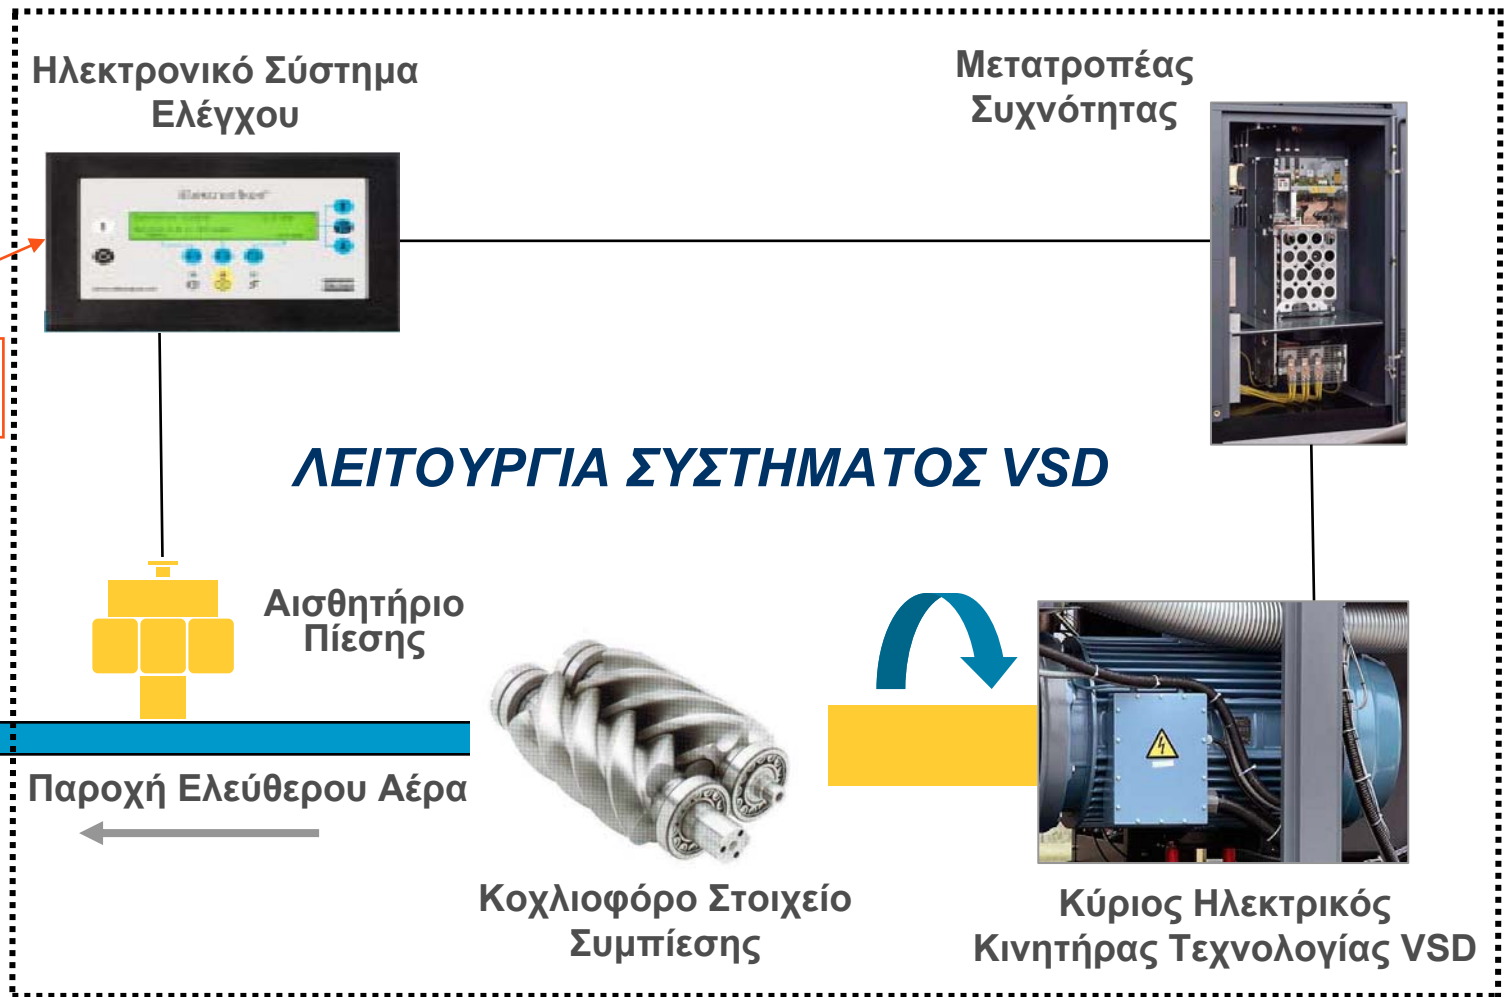 Ηλεκτρονικό Σύστημα
Ελέγχου
Μετατροπέας
Συχνότητας
ΛΕΙΤΟΥΡΓΙΑ ΣΥΣΤΗΜΑΤΟΣ VSD
Αισθητήριο
Πίεσης
Παροχή Ελεύθερου Αέρα
Κοχλιοφόρο Στοιχείο
Συμπίεσης
Κύριος Ηλεκτρικός
Κινητήρας Τεχνολογίας VSD